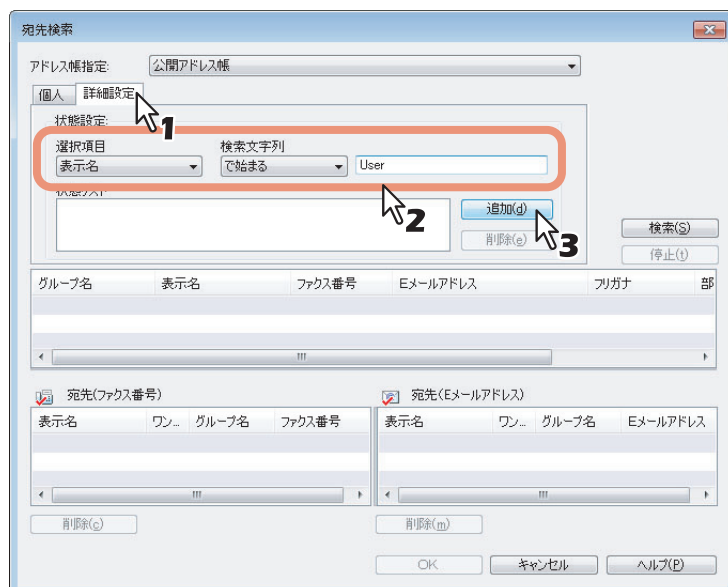 宛先検索
アドレス帳指定: 公開アドレス帳
個人 詳細設定 1
状態設定:
選択項目 検索文字列
表示名 で始まる User
2
状態リスト
追加(d) 3
削除(e)
検索(S)
停止(t)
グループ名 表示名 ファクス番号 Eメールアドレス フリガナ 部
宛先(ファクス番号) 宛先(Eメールアドレス)
表示名 ワン... グループ名 ファクス番号 表示名 ワン... グループ名 Eメールアドレス
削除(c) 削除(m)
OK キャンセル ヘルプ(P)